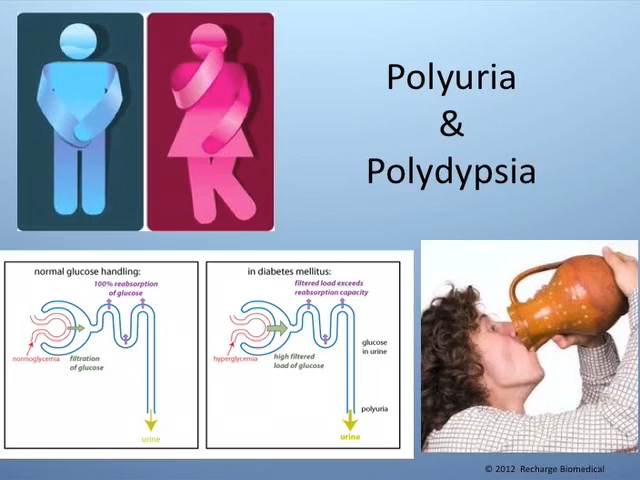 Polyuria
&
Polydypsia
normal glucose handling:
100% reabsorption
of glucose
normoglycemia
filtration
of glucose
urine
in diabetes mellitus:
filtered load exceeds
reabsorption capacity
hyperglycemia
high filtered
load of glucose
glucose
in urine
polyuria
urine
© 2012 Recharge Biomedical